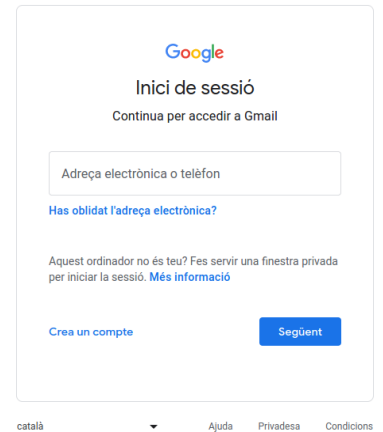 Google
Inici de sessió
Continua per accedir a Gmail
Adreça electrònica o telèfon
Has oblidat l'adreça electrònica?
Aquest ordinador no és teu? Fes servir una finestra privada
per iniciar la sessió. Més informació
Crea un compte
Següent
català
Ajuda
Privadesa
Condicions